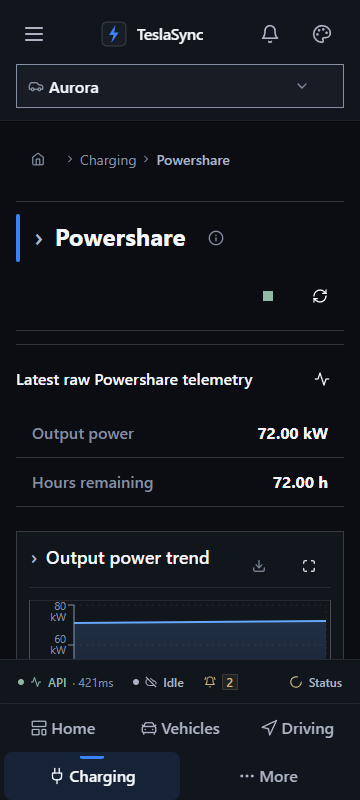 TeslaSync
Aurora
Charging Powershare
Powershare
Latest raw Powershare telemetry
Output power 72.00 kW
Hours remaining 72.00 h
Output power trend
80
kW
60
kW
API · 421ms Idle 2 Status
Home Vehicles Driving
Charging More